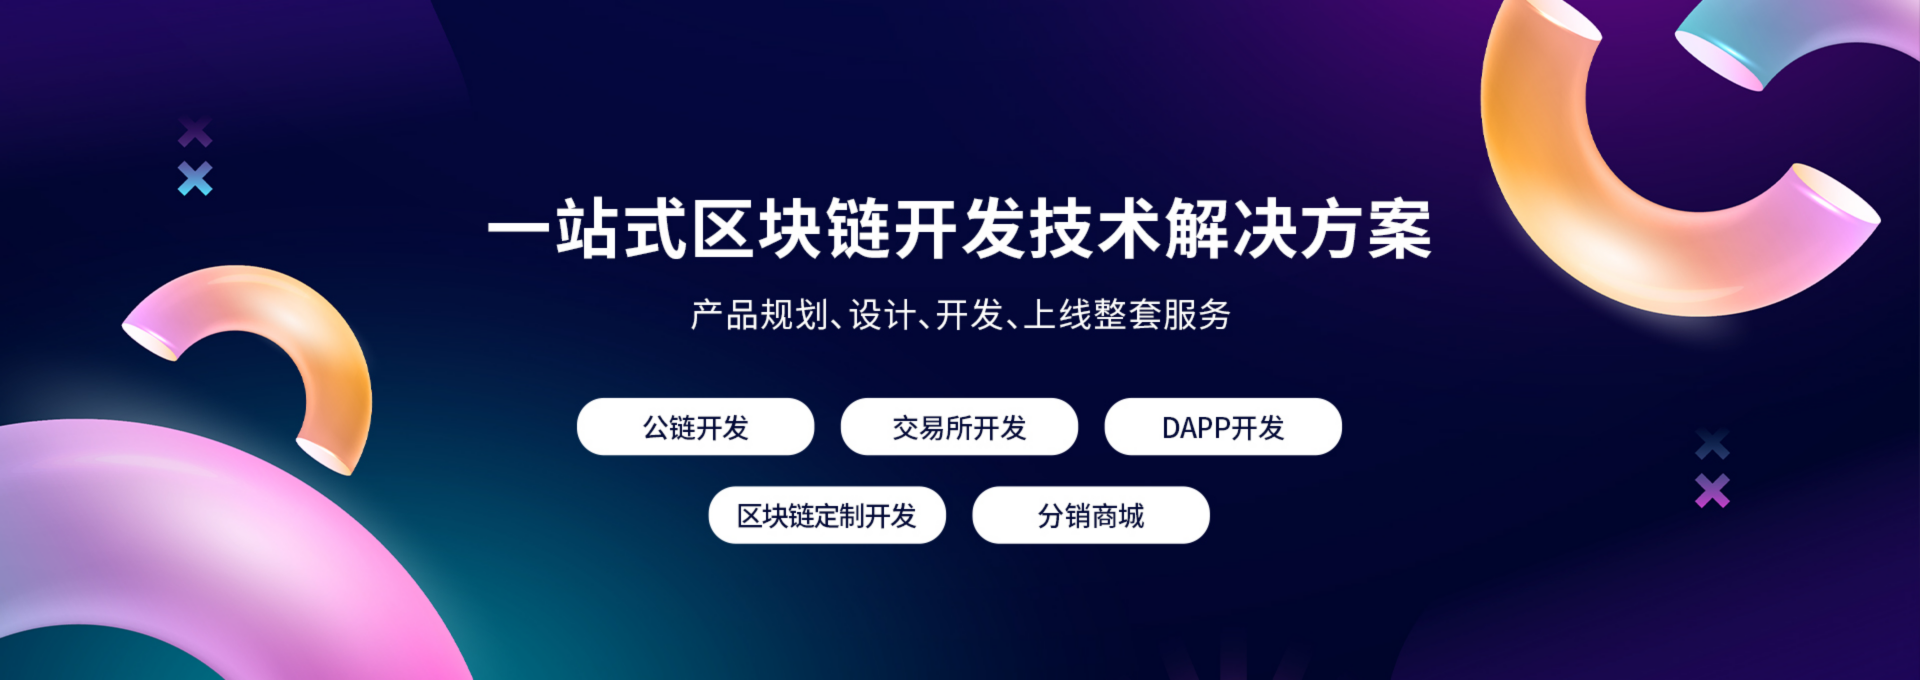 一站式区块链开发技术解决方案
产品规划、设计、开发、上线整套服务
公链开发
交易所开发
DAPP开发
区块链定制开发
分销商城